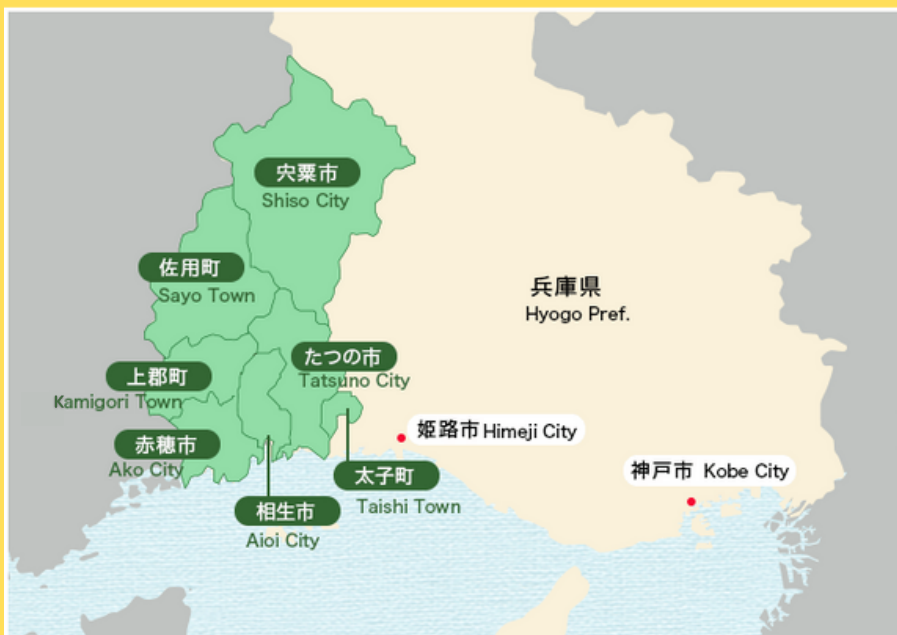 宍粟市
Shiso City
佐用町
Sayo Town
兵庫県
Hyogo Pref.
たつの市
Tatsuno City
上郡町
Kamigori Town
姫路市 Himeji City
赤穂市
Ako City
太子町
Taishi Town
神戸市 Kobe City
相生市
Aioi City